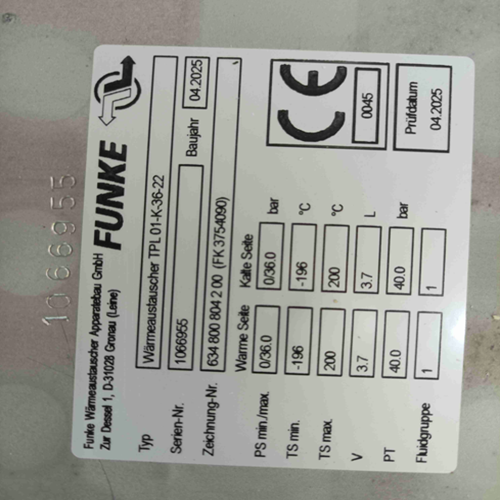 1066955
Funke Wärmeaustauscher Apparatebau GmbH
Zur Dessel 1, D-31028 Gronau (Leine)
FUNKE
Typ Wärmeaustauscher TPL 01-K-36-22
Serien-Nr. 1066955 Baujahr 04.2025
Zeichnung-Nr. 634 800 804 2 00 (FK3754090)
Warme Seite Kalte Seite
PS min./max. 0/36.0 0/36.0 bar
TS min. -196 -196 °C
TS max. 200 200 °C
V 3.7 3.7 L
PT 40.0 40.0 bar
Fluidgruppe 1 1
CE
0045
Prüfdatum
04.2025